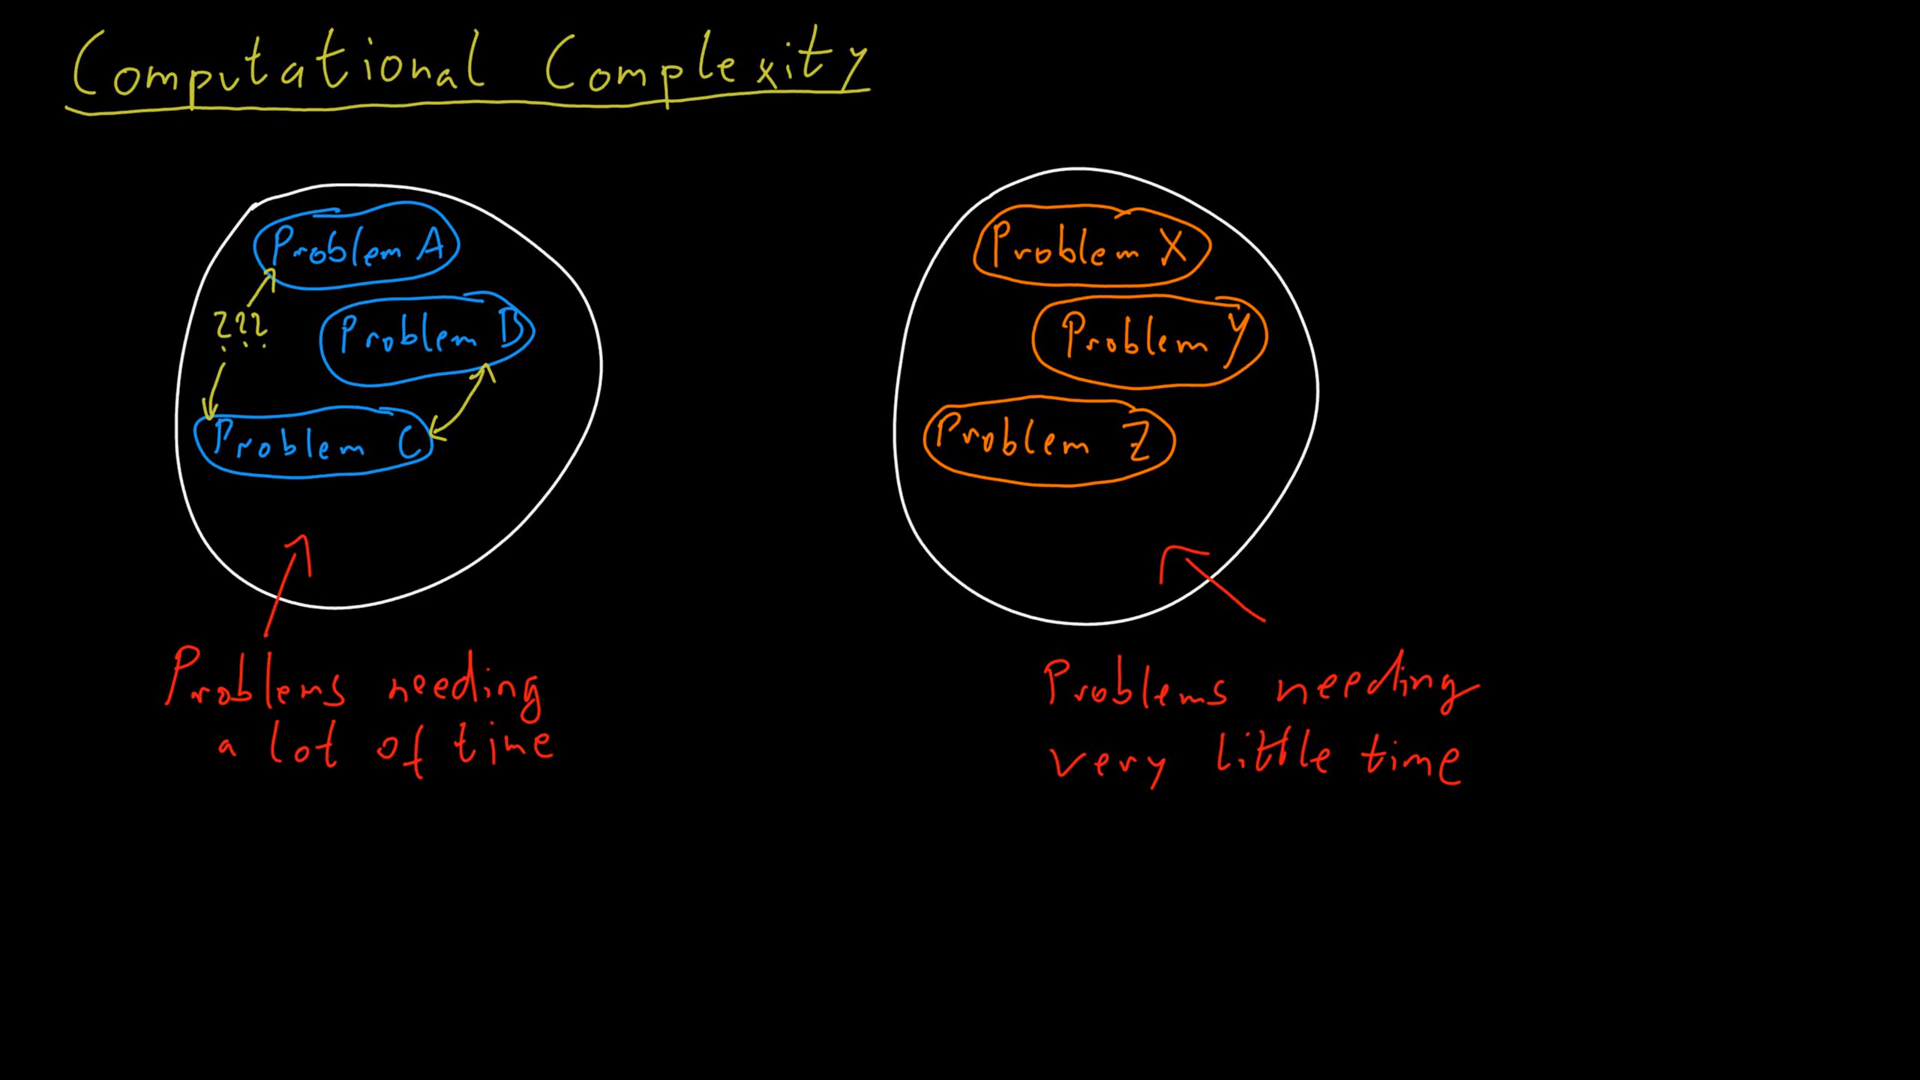 Computational Complexity
Problem A
???
Problem B
Problem C
Problems needing
a lot of time
Problem X
Problem Y
Problem Z
Problems needing
very little time